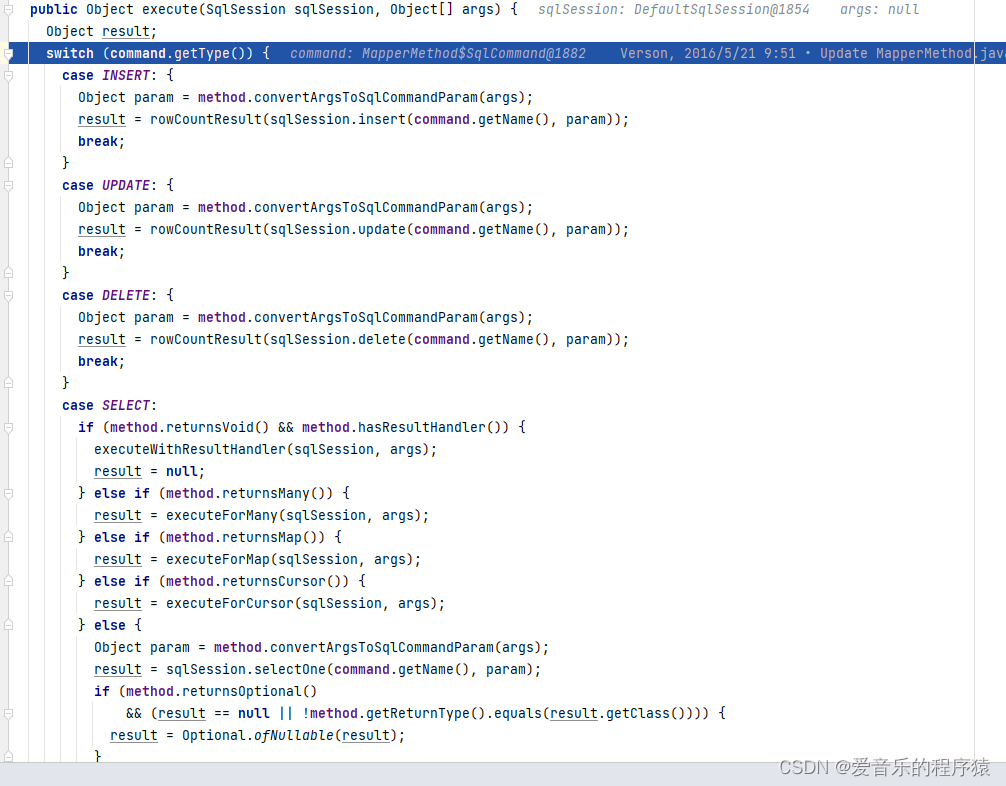 public Object execute(SqlSession sqlSession, Object[] args) {   sqlSession: DefaultSqlSession@1854    args: null
  Object result;
  switch (command.getType()) {   command: MapperMethod$SqlCommand@1882    Verson, 2016/5/21 9:51 • Update MapperMethod.java
    case INSERT: {
      Object param = method.convertArgsToSqlCommandParam(args);
      result = rowCountResult(sqlSession.insert(command.getName(), param));
      break;
    }
    case UPDATE: {
      Object param = method.convertArgsToSqlCommandParam(args);
      result = rowCountResult(sqlSession.update(command.getName(), param));
      break;
    }
    case DELETE: {
      Object param = method.convertArgsToSqlCommandParam(args);
      result = rowCountResult(sqlSession.delete(command.getName(), param));
      break;
    }
    case SELECT:
      if (method.returnsVoid() && method.hasResultHandler()) {
        executeWithResultHandler(sqlSession, args);
        result = null;
      } else if (method.returnsMany()) {
        result = executeForMany(sqlSession, args);
      } else if (method.returnsMap()) {
        result = executeForMap(sqlSession, args);
      } else if (method.returnsCursor()) {
        result = executeForCursor(sqlSession, args);
      } else {
        Object param = method.convertArgsToSqlCommandParam(args);
        result = sqlSession.selectOne(command.getName(), param);
        if (method.returnsOptional()
            && (result == null || !method.getReturnType().equals(result.getClass()))) {
          result = Optional.ofNullable(result);
        }
CSDN @爱音乐的程序猿